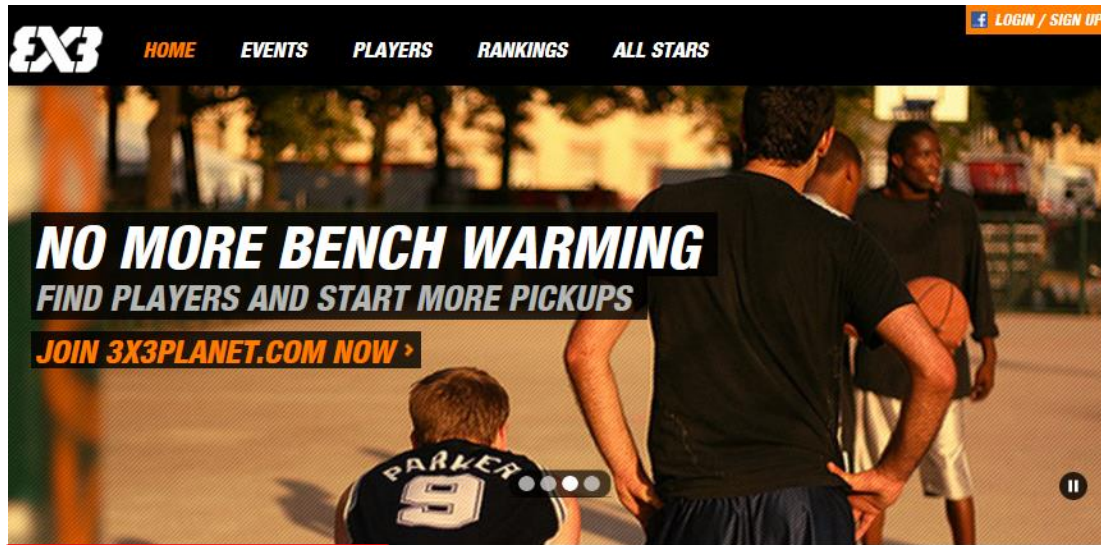 3X3
HOME EVENTS PLAYERS RANKINGS ALL STARS
f LOGIN / SIGN UP
NO MORE BENCH WARMING
FIND PLAYERS AND START MORE PICKUPS
JOIN 3X3PLANET.COM NOW ›
PARKER
9